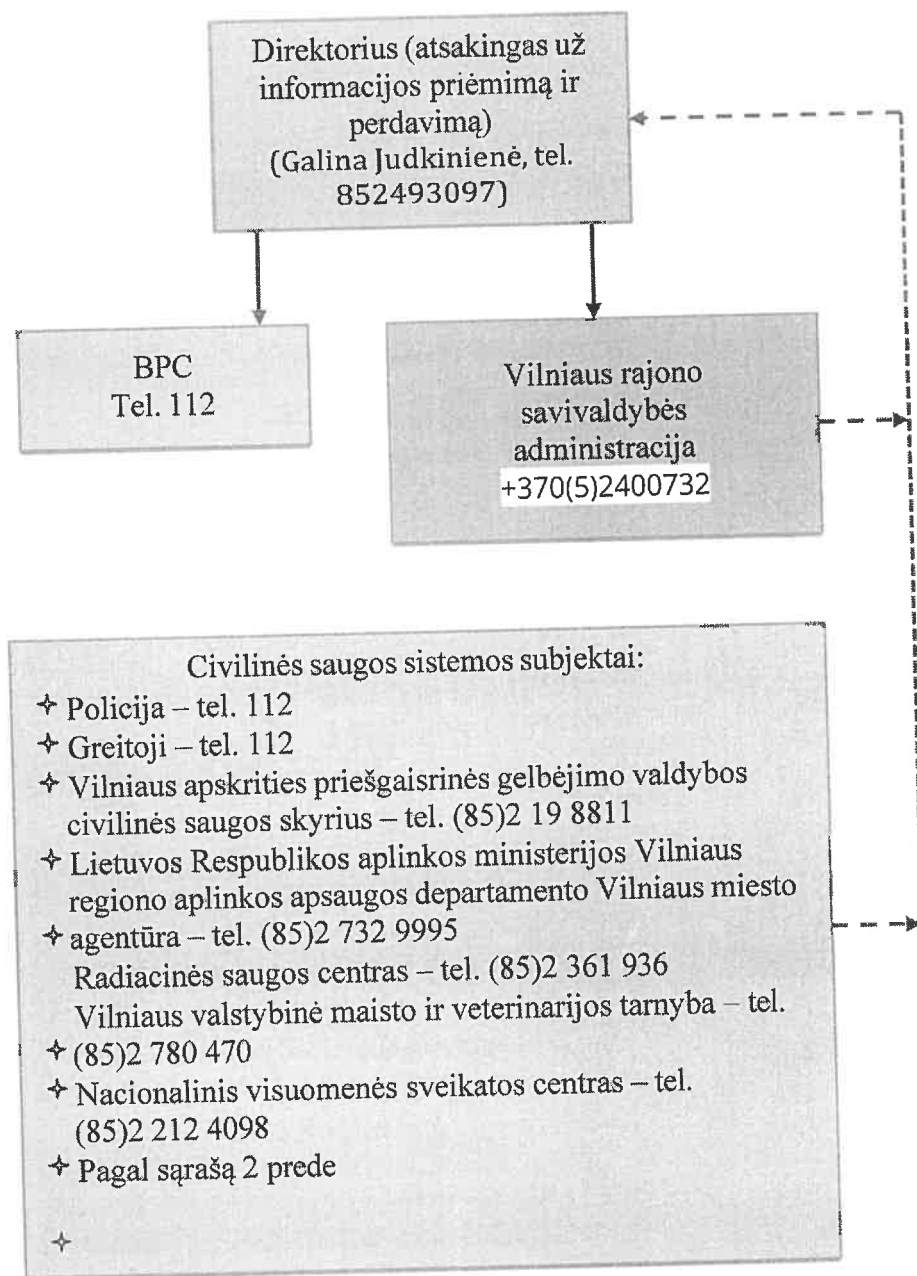 Direktorius (atsakingas už
informacijos priėmimą ir
perdavimą)
(Galina Judkinienė, tel.
852493097)
BPC
Tel. 112
Vilniaus rajono
savivaldybės
administracija
+370(5)2400732
Civilinės saugos sistemos subjektai:
✧ Policija – tel. 112
✧ Greitoji – tel. 112
✧ Vilniaus apskrities priešgaisrinės gelbėjimo valdybos
civilinės saugos skyrius – tel. (85)2 19 8811
✧ Lietuvos Respublikos aplinkos ministerijos Vilniaus
regiono aplinkos apsaugos departamento Vilniaus miesto
✧ agentūra – tel. (85)2 732 9995
Radiacinės saugos centras – tel. (85)2 361 936
Vilniaus valstybinė maisto ir veterinarijos tarnyba – tel.
✧ (85)2 780 470
✧ Nacionalinis visuomenės sveikatos centras – tel.
(85)2 212 4098
✧ Pagal sąrašą 2 prede
✧